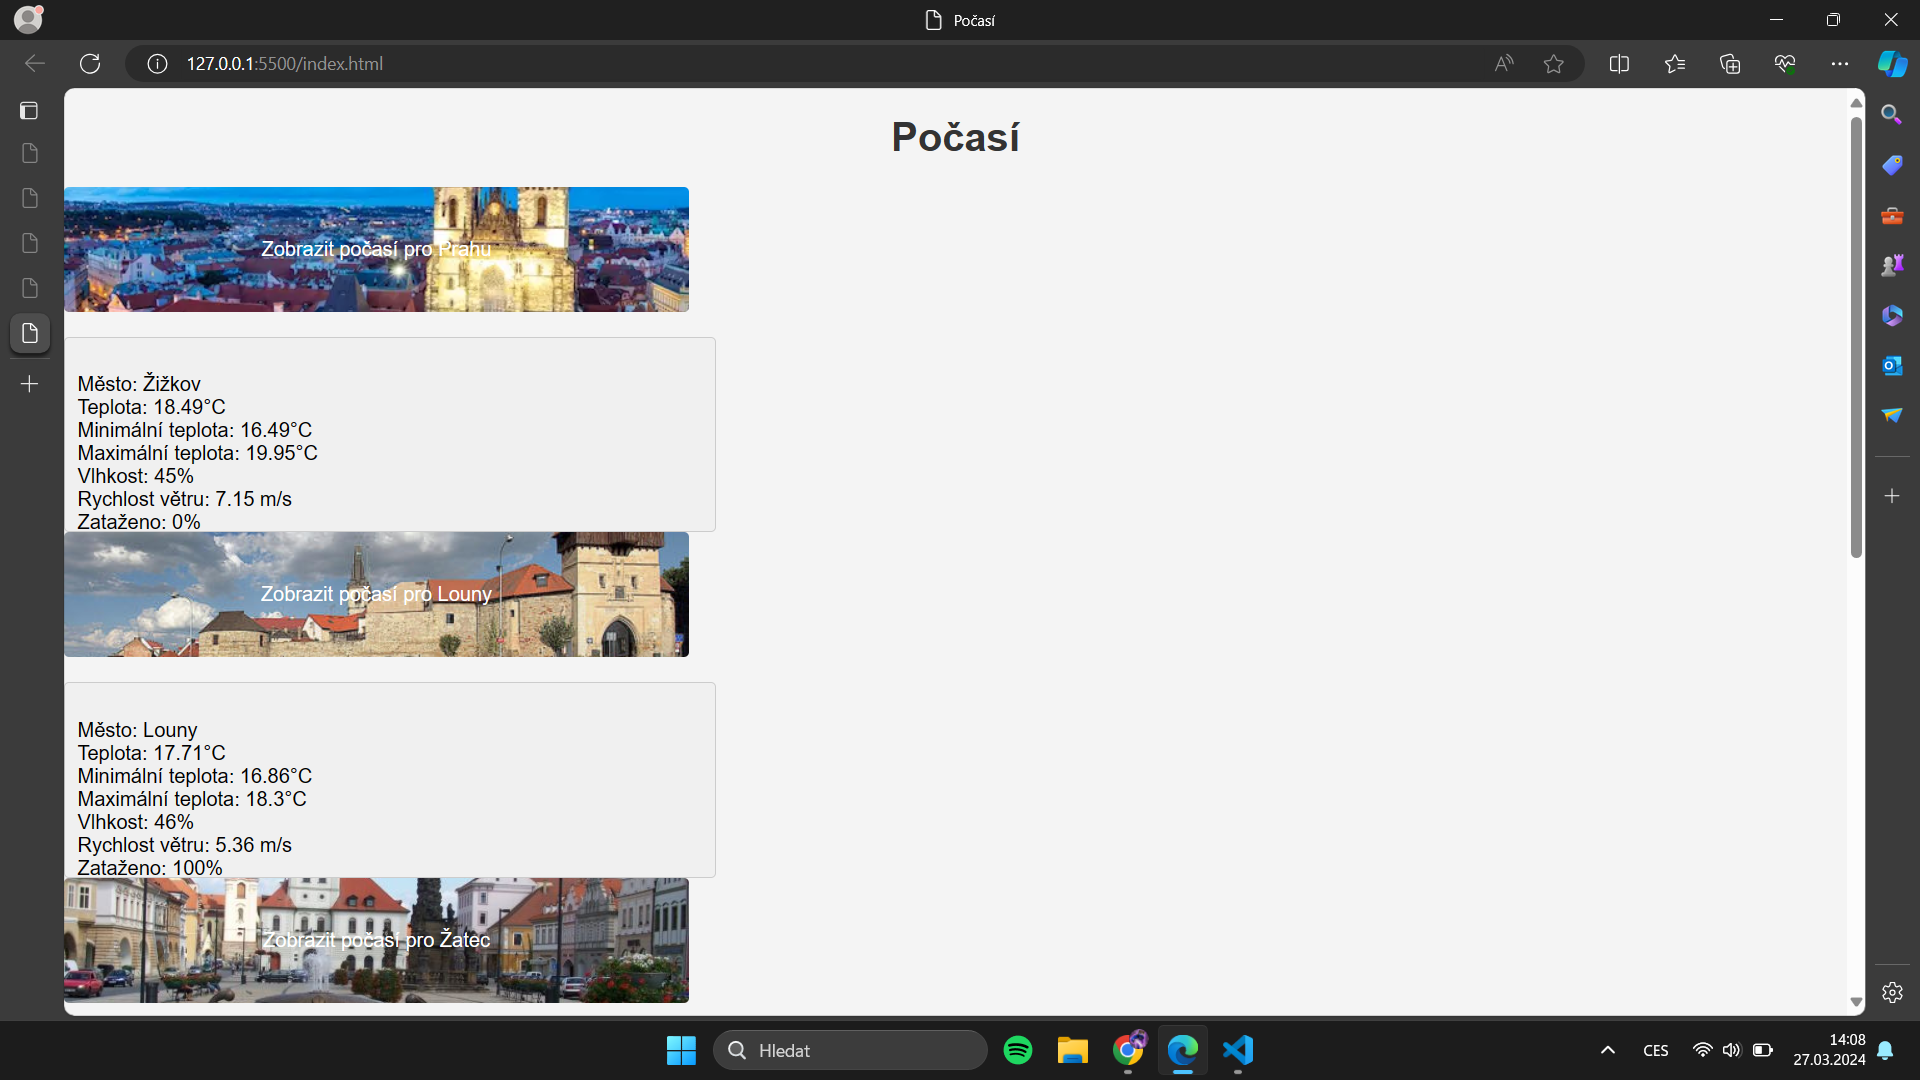 Počasí
127.0.0.1:5500/index.html
Počasí
Zobrazit počasí pro Prahu
Město: Žižkov
Teplota: 18.49°C
Minimální teplota: 16.49°C
Maximální teplota: 19.95°C
Vlhkost: 45%
Rychlost větru: 7.15 m/s
Zataženo: 0%
Zobrazit počasí pro Louny
Město: Louny
Teplota: 17.71°C
Minimální teplota: 16.86°C
Maximální teplota: 18.3°C
Vlhkost: 46%
Rychlost větru: 5.36 m/s
Zataženo: 100%
Zobrazit počasí pro Žatec
Hledat
CES
14:08
27.03.2024